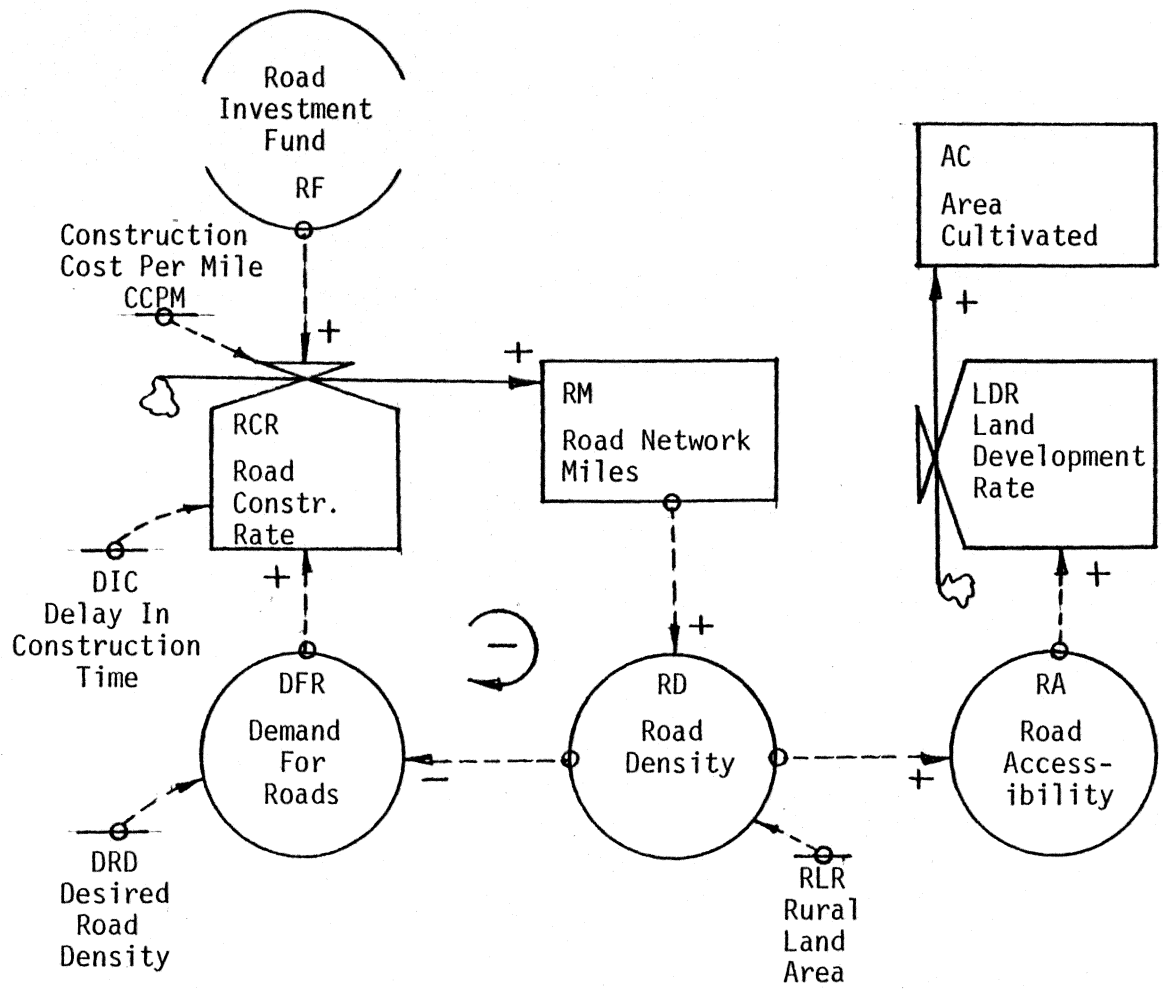 Road
Investment
Fund
RF
Construction
Cost Per Mile
CCPM
+
+
RCR
Road
Constr.
Rate
RM
Road Network
Miles
AC
Area
Cultivated
+
LDR
Land
Development
Rate
+
DIC
Delay In
Construction
Time
+
−
+
DFR
Demand
For
Roads
−
RD
Road
Density
+
RA
Road
Access-
ibility
DRD
Desired
Road
Density
RLR
Rural
Land
Area